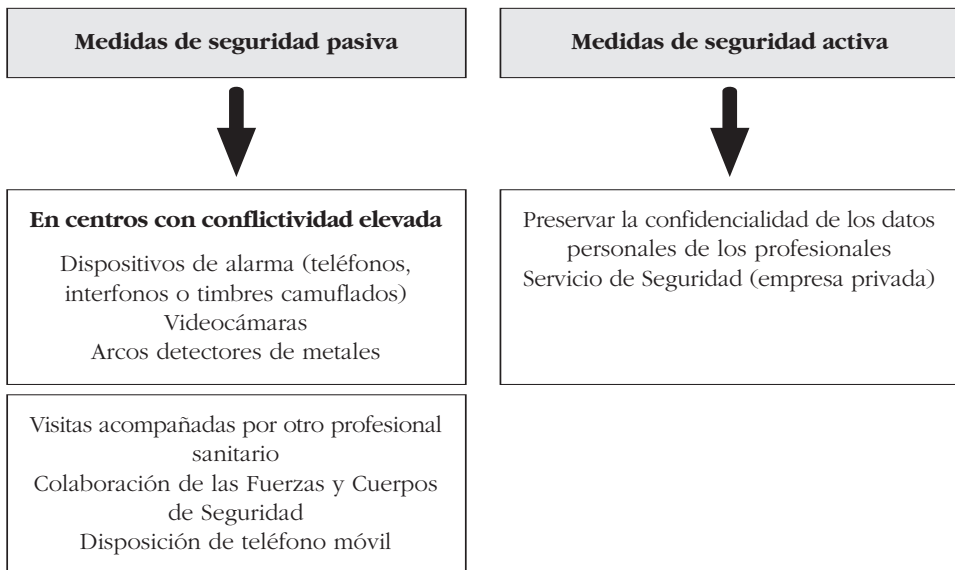 Medidas de seguridad pasiva
En centros con conflictividad elevada
Dispositivos de alarma (teléfonos,
interfonos o timbres camuflados)
Videocámaras
Arcos detectores de metales
Visitas acompañadas por otro profesional
sanitario
Colaboración de las Fuerzas y Cuerpos
de Seguridad
Disposición de teléfono móvil
Medidas de seguridad activa
Preservar la confidencialidad de los datos
personales de los profesionales
Servicio de Seguridad (empresa privada)